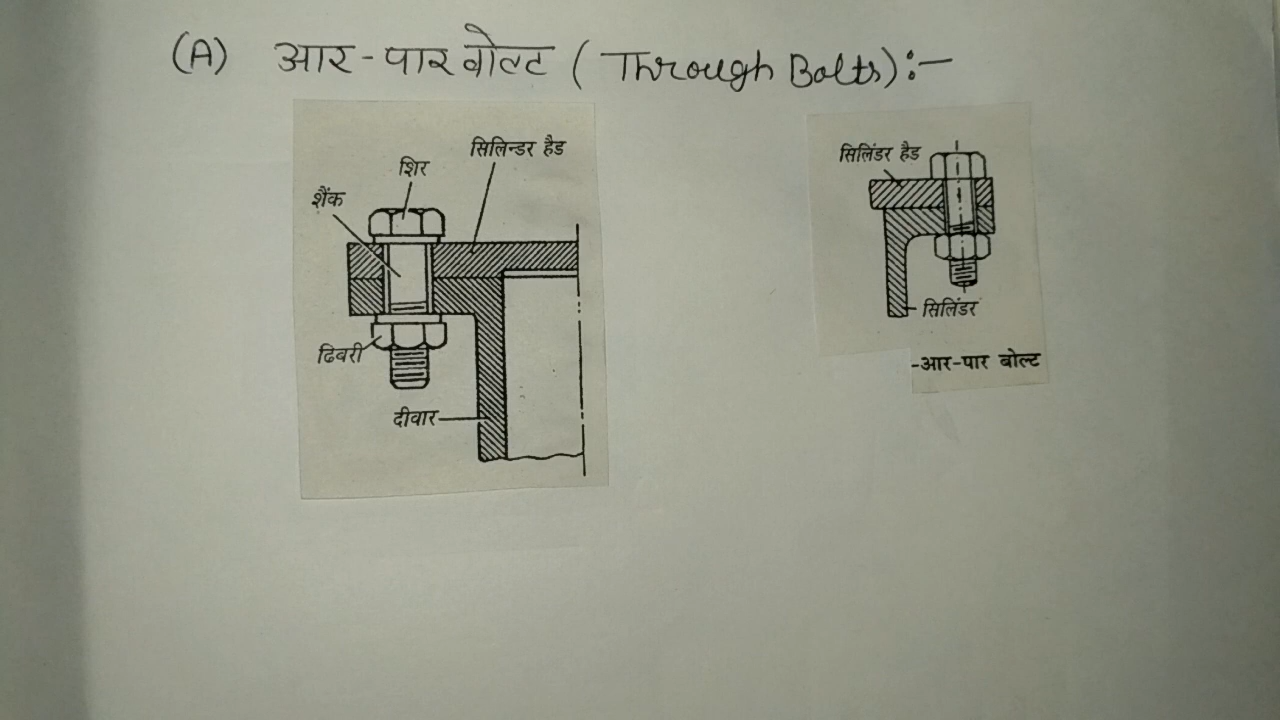 (A) आर-पार वोल्ट ( Through Bolts):-
सिलिन्डर हैड
शिर
शैंक
ढिबरी
दीवार
सिलिंडर हैड
सिलिंडर
-आर-पार बोल्ट